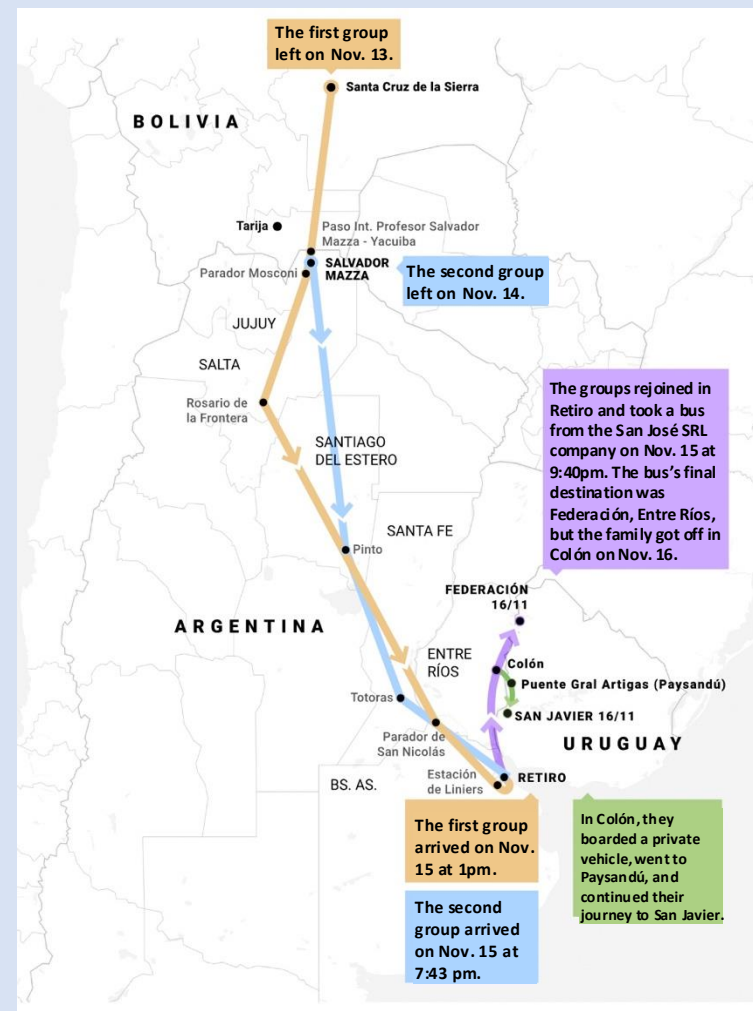 The first group
left on Nov. 13.
Santa Cruz de la Sierra
BOLIVIA
Tarija
Paso Int. Profesor Salvador
Mazza - Yacuiba
SALVADOR
MAZZA
Parador Mosconi
The second group
left on Nov. 14.
JUJUY
SALTA
Rosario de
la Frontera
SANTIAGO
DEL ESTERO
The groups rejoined in
Retiro and took a bus
from the San José SRL
company on Nov. 15 at
9:40pm. The bus's final
destination was
Federación, Entre Ríos,
but the family got off in
Colón on Nov. 16.
SANTA FE
Pinto
FEDERACIÓN
16/11
ARGENTINA
ENTRE
RÍOS
Colón
Puente Gral Artigas (Paysandú)
Totoras
SAN JAVIER 16/11
Parador de
San Nicolás
URUGUAY
BS. AS.
Estación
de Liniers
RETIRO
The first group
arrived on Nov.
15 at 1pm.
In Colón, they
boarded a private
vehicle, went to
Paysandú, and
continued their
journey to San Javier.
The second
group arrived
on Nov. 15 at
7:43 pm.